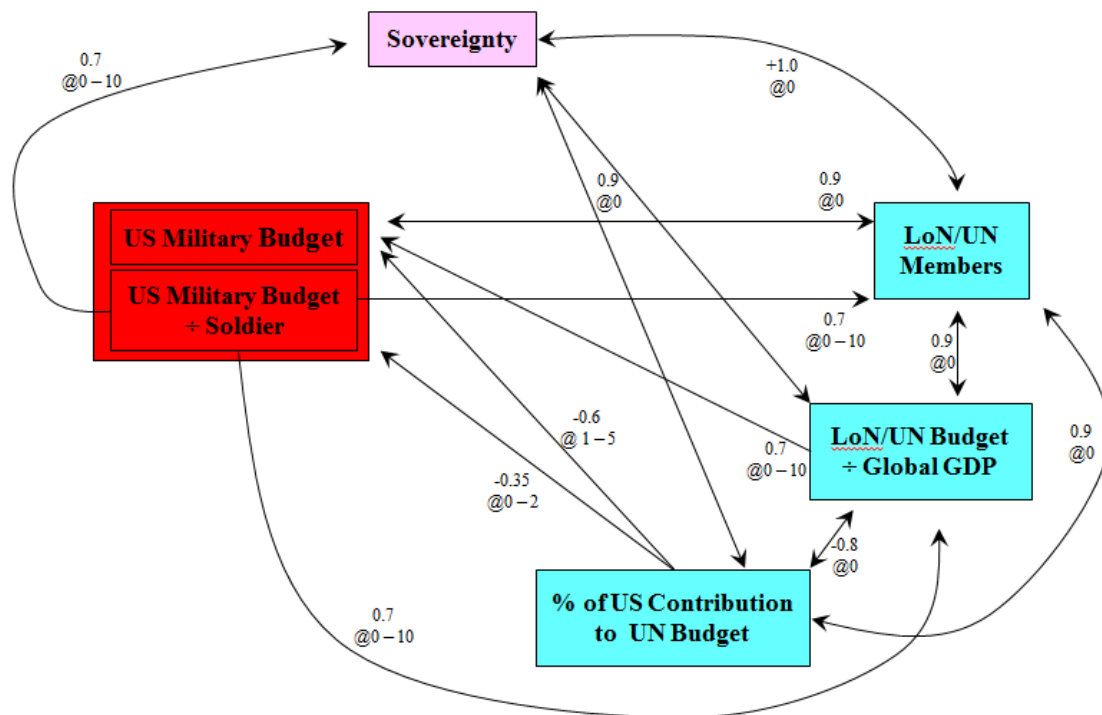 Sovereignty
0.7
@0 – 10
+1.0
@0
0.9
@0
0.9
@0
US Military Budget
US Military Budget
÷ Soldier
LoN/UN
Members
0.7
@0 – 10
0.9
@0
-0.6
@ 1 – 5
0.7
@0 – 10
LoN/UN Budget
÷ Global GDP
0.9
@0
-0.35
@0 – 2
-0.8
@0
% of US Contribution
to UN Budget
0.7
@0 – 10